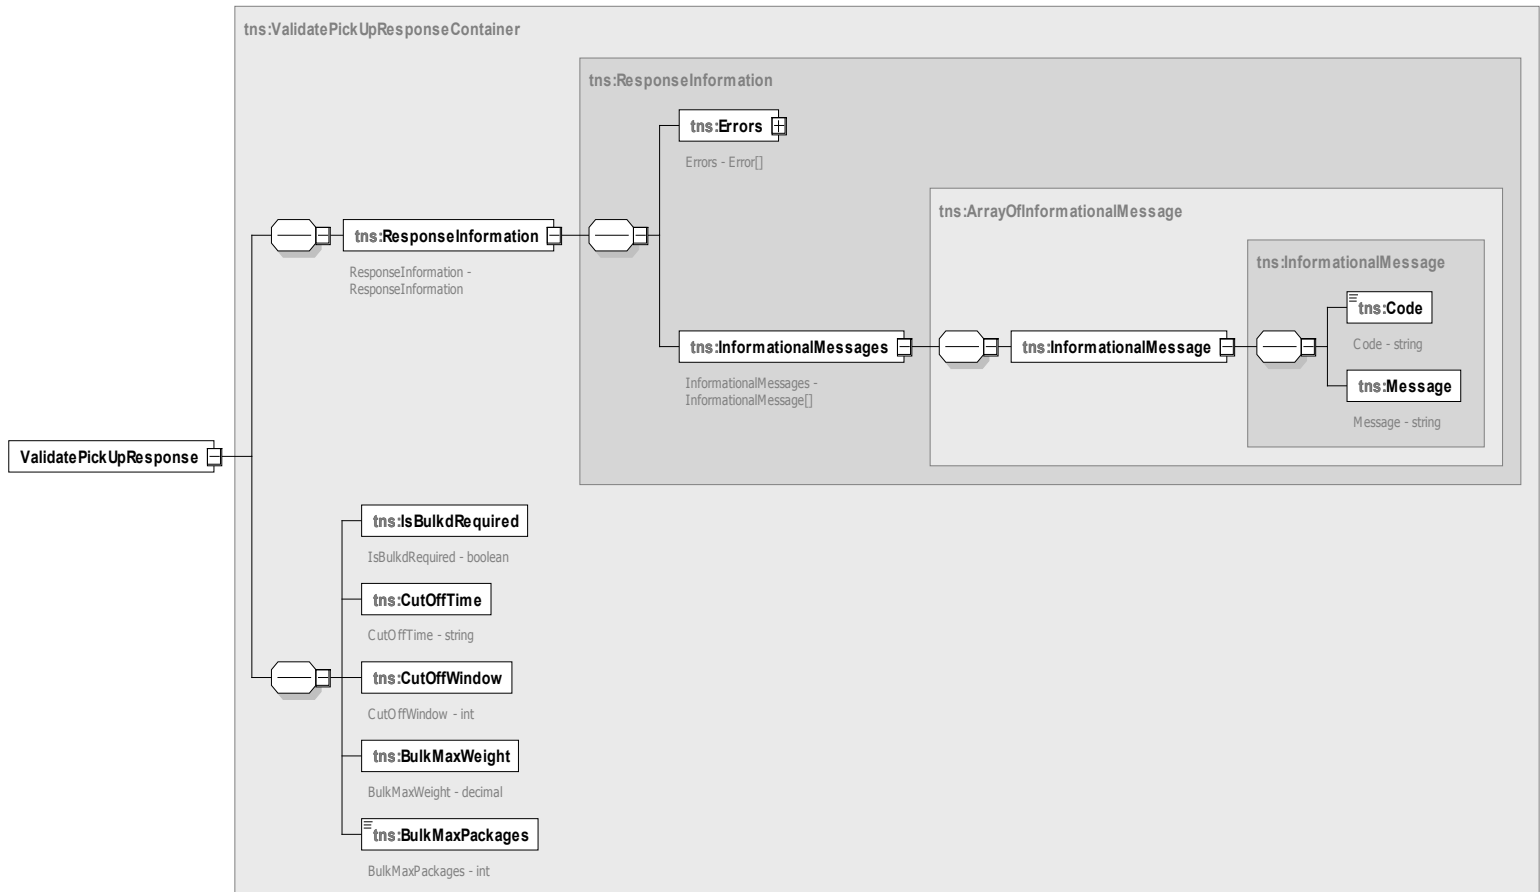 tns:ValidatePickUpResponseContainer
tns:ResponseInformation
tns:Errors
Errors - Error[]
tns:ArrayOfInformationalMessage
tns:ResponseInformation
ResponseInformation -
ResponseInformation
tns:InformationalMessage
tns:Code
Code - string
tns:InformationalMessages
InformationalMessages -
InformationalMessage[]
tns:InformationalMessage
tns:Message
Message - string
ValidatePickUpResponse
tns:IsBulkdRequired
IsBulkdRequired - boolean
tns:CutOffTime
CutOffTime - string
tns:CutOffWindow
CutOffWindow - int
tns:BulkMaxWeight
BulkMaxWeight - decimal
tns:BulkMaxPackages
BulkMaxPackages - int